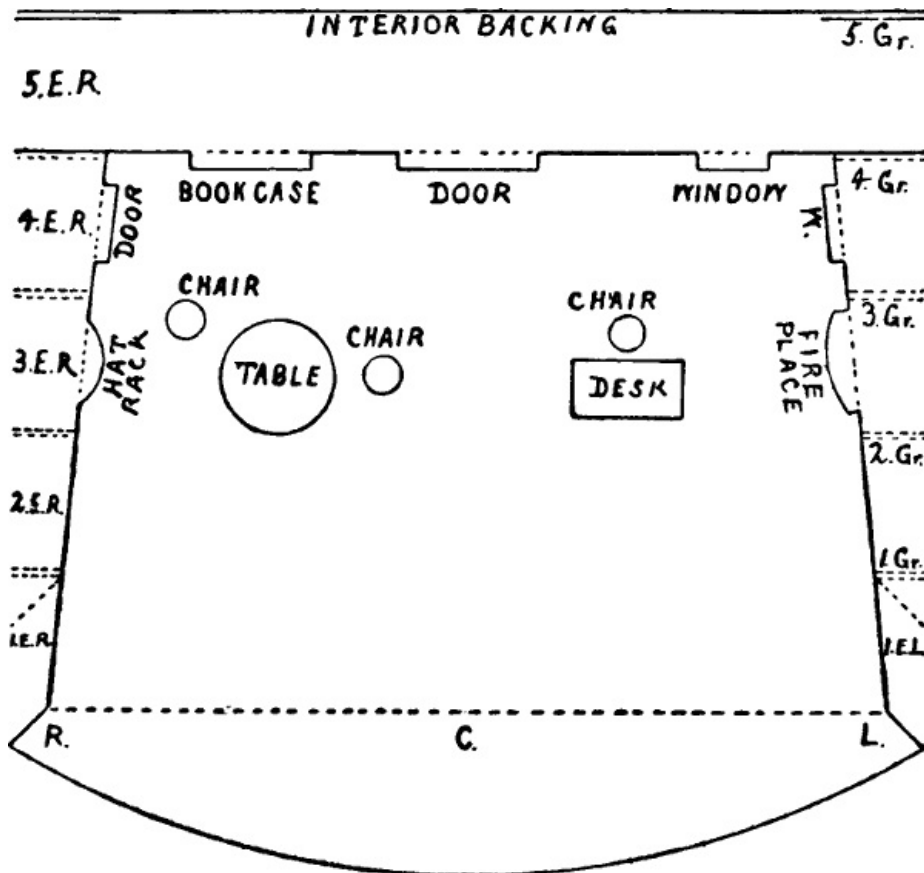 INTERIOR BACKING
5. Gr.
5. E. R
BOOKCASE
DOOR
WINDOW
4. Gr.
4. E. R.
DOOR
W.
CHAIR
CHAIR
3. Gr.
CHAIR
3. E. R
HAT RACK
TABLE
DESK
FIRE PLACE
2. Gr.
2. E. R.
1. Gr.
1. E. R.
1. E. L
R.
C.
L.